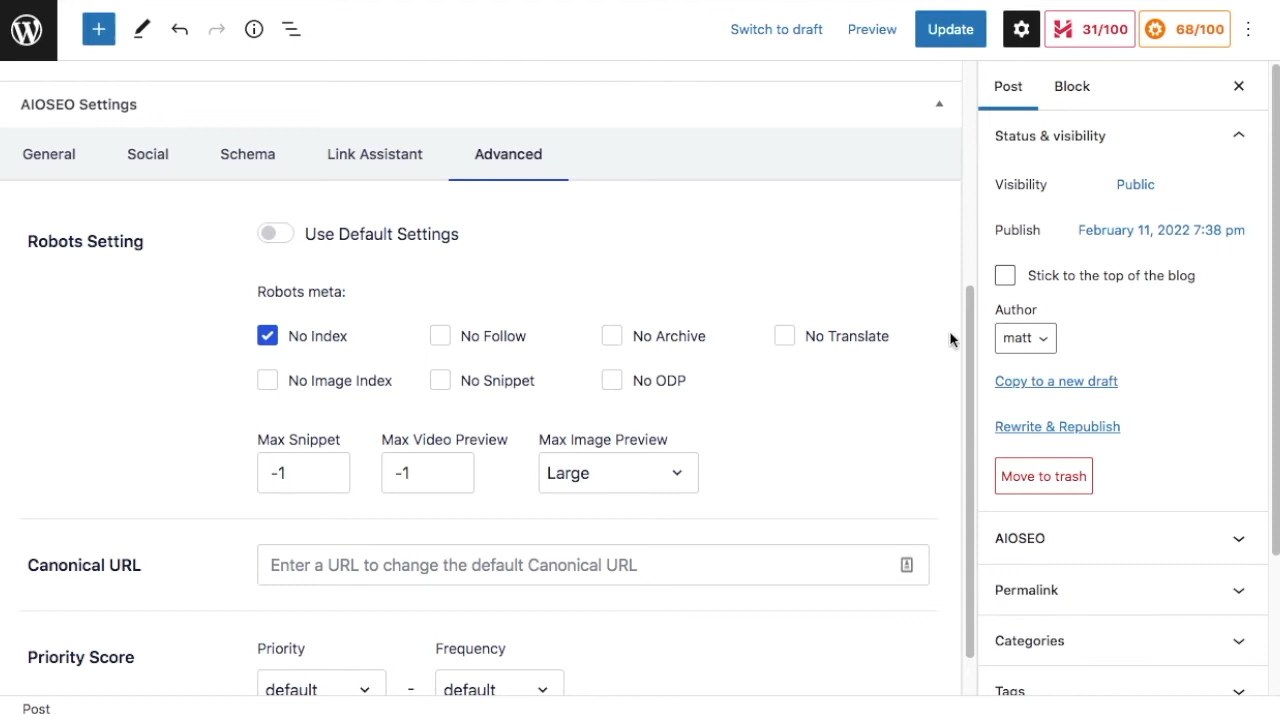 Switch to draft Preview Update 31/100 68/100
AIOSEO Settings
General Social Schema Link Assistant Advanced
Robots Setting
Use Default Settings
Robots meta:
No Index No Follow No Archive No Translate
No Image Index No Snippet No ODP
Max Snippet Max Video Preview Max Image Preview
-1 -1 Large
Canonical URL
Enter a URL to change the default Canonical URL
Priority Score
Priority Frequency
default - default
Post Block
Status & visibility
Visibility Public
Publish February 11, 2022 7:38 pm
Stick to the top of the blog
Author
matt
Copy to a new draft
Rewrite & Republish
Move to trash
AIOSEO
Permalink
Categories
Tags
Post